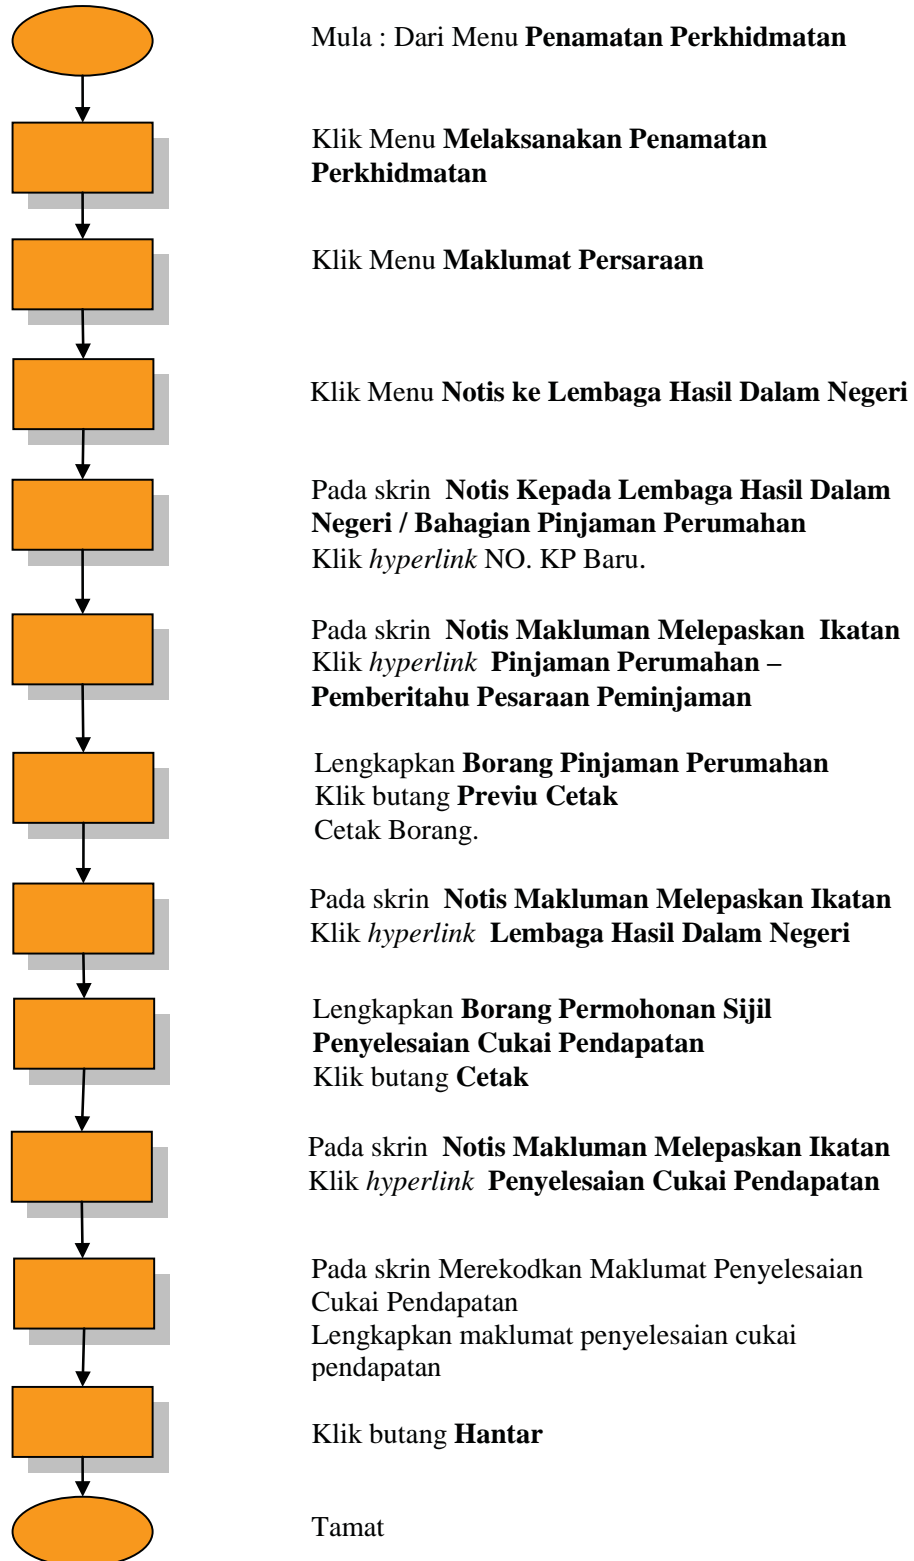 Mula : Dari Menu Penamatan Perkhidmatan
Klik Menu Melaksanakan Penamatan
Perkhidmatan
Klik Menu Maklumat Persaraan
Klik Menu Notis ke Lembaga Hasil Dalam Negeri
Pada skrin Notis Kepada Lembaga Hasil Dalam
Negeri / Bahagian Pinjaman Perumahan
Klik hyperlink NO. KP Baru.
Pada skrin Notis Makluman Melepaskan Ikatan
Klik hyperlink Pinjaman Perumahan –
Pemberitahu Pesaraan Peminjaman
Lengkapkan Borang Pinjaman Perumahan
Klik butang Previu Cetak
Cetak Borang.
Pada skrin Notis Makluman Melepaskan Ikatan
Klik hyperlink Lembaga Hasil Dalam Negeri
Lengkapkan Borang Permohonan Sijil
Penyelesaian Cukai Pendapatan
Klik butang Cetak
Pada skrin Notis Makluman Melepaskan Ikatan
Klik hyperlink Penyelesaian Cukai Pendapatan
Pada skrin Merekodkan Maklumat Penyelesaian
Cukai Pendapatan
Lengkapkan maklumat penyelesaian cukai
pendapatan
Klik butang Hantar
Tamat